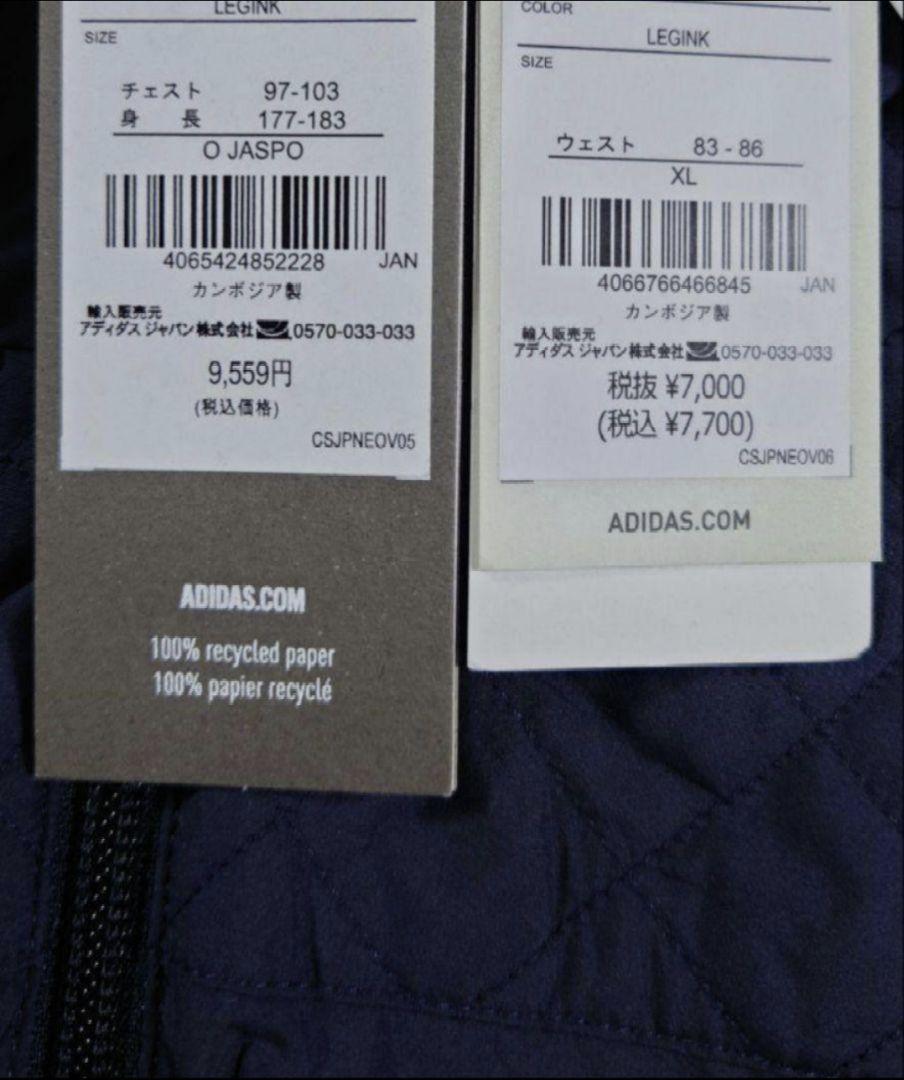 LEGINK
SIZE
チェスト 97-103
身長 177-183
O JASPO
4065424852228 JAN
カンボジア製
輸入販売元
アディダス ジャパン株式会社 0570-033-033
9,559円
(税込価格)
CSJPNEOV05
ADIDAS.COM
100% recycled paper
100% papier recyclé
COLOR
LEGINK
SIZE
ウェスト 83 - 86
XL
4066766466845 JAN
カンボジア製
輸入販売元
アディダス ジャパン株式会社 0570-033-033
税抜 ¥7,000
(税込 ¥7,700)
CSJPNEOV06
ADIDAS.COM